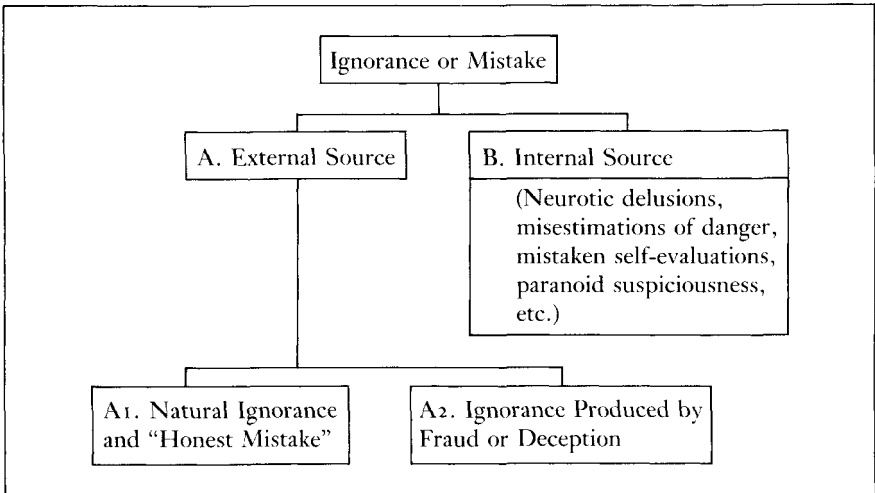 Ignorance or Mistake
A. External Source
B. Internal Source
(Neurotic delusions,
misestimations of danger,
mistaken self-evaluations,
paranoid suspiciousness,
etc.)
A1. Natural Ignorance
and “Honest Mistake”
A2. Ignorance Produced by
Fraud or Deception